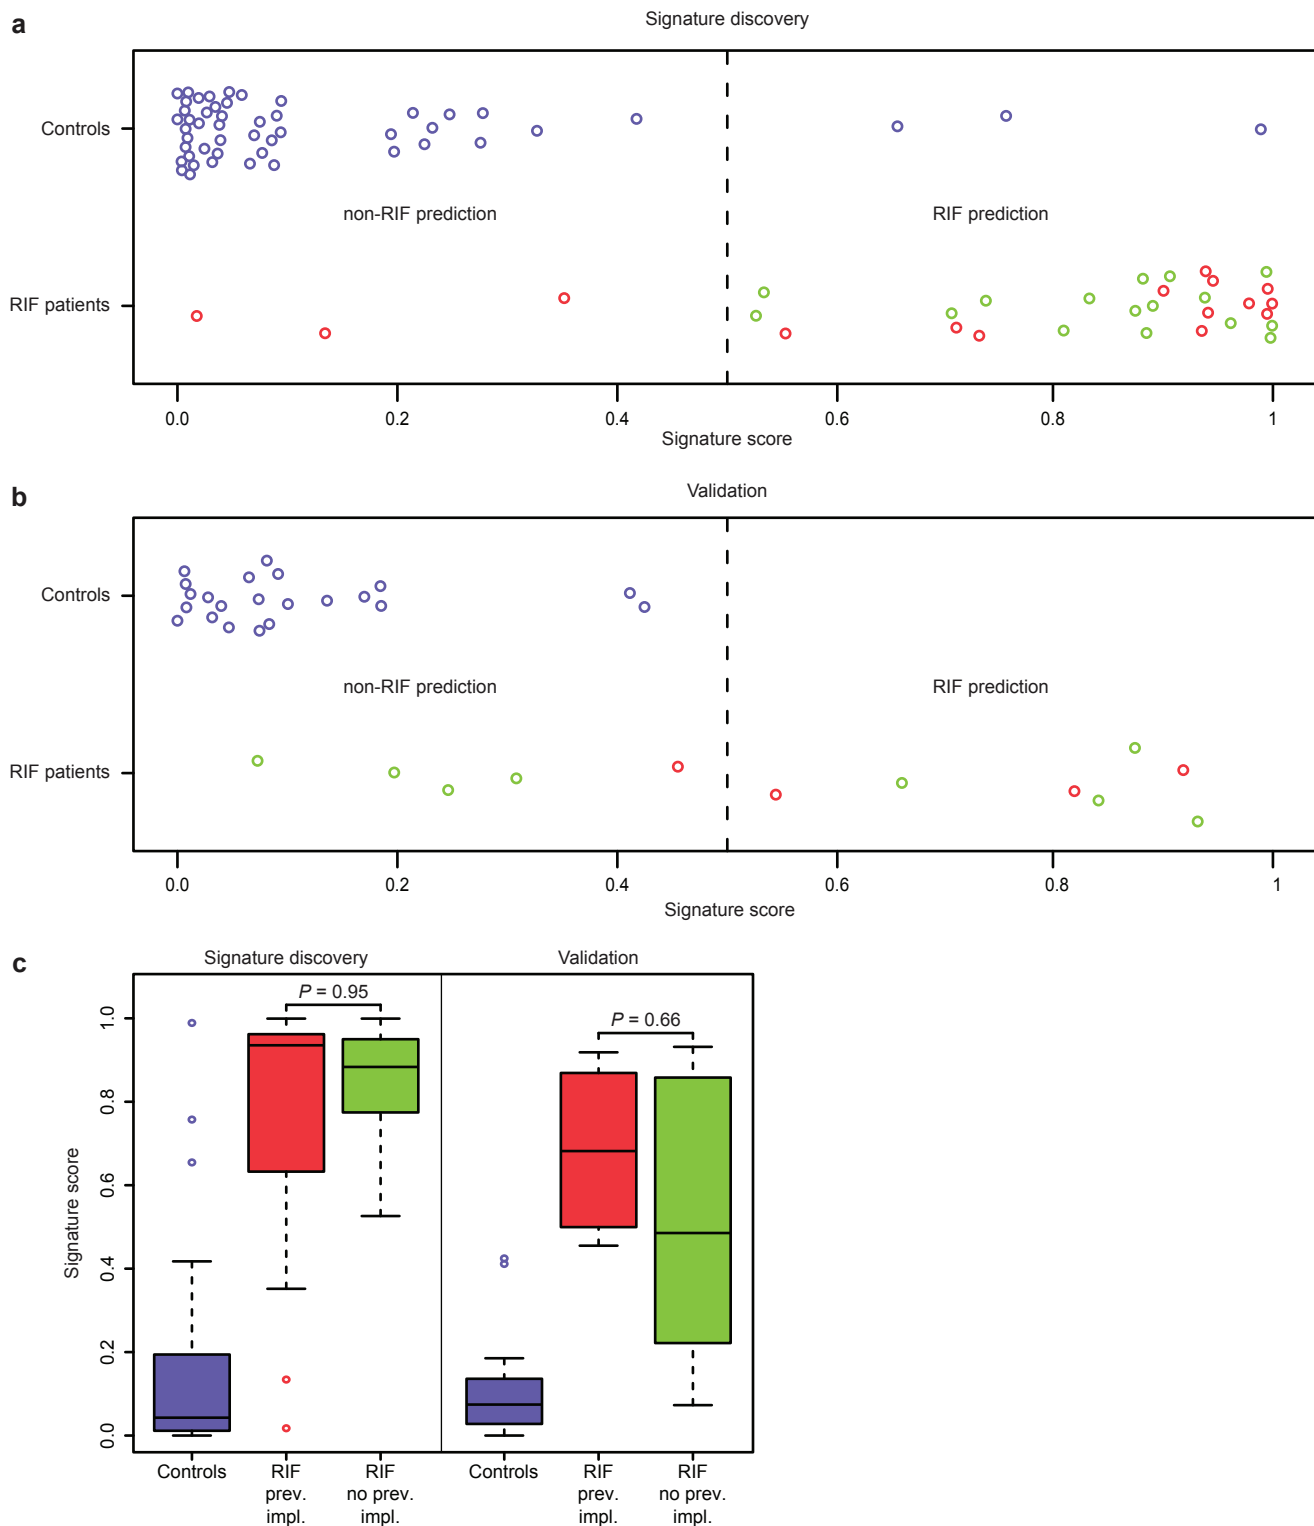 a
Signature discovery
Controls
non-RIF prediction
RIF prediction
RIF patients
0.0
0.2
0.4
0.6
0.8
1
Signature score
b
Validation
Controls
non-RIF prediction
RIF prediction
RIF patients
0.0
0.2
0.4
0.6
0.8
1
Signature score
c
Signature discovery
Validation
P = 0.95
P = 0.66
Signature score
1.0
0.8
0.6
0.4
0.2
0.0
Controls
RIF
prev.
impl.
RIF
no prev.
impl.
Controls
RIF
prev.
impl.
RIF
no prev.
impl.